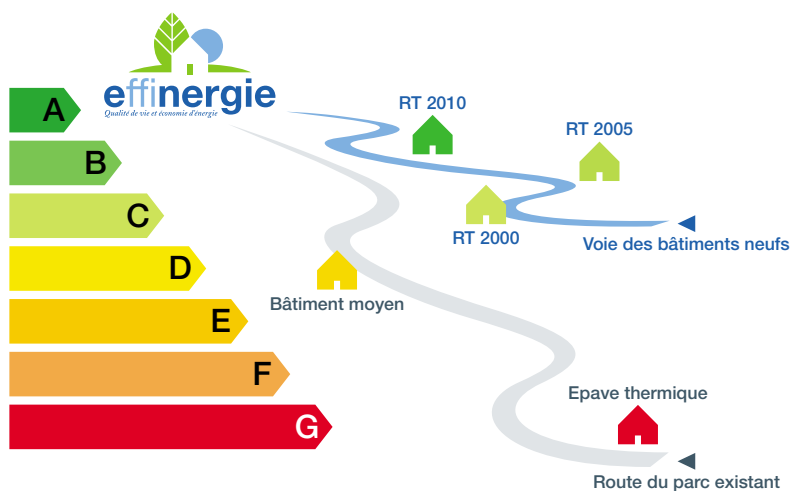 effinergie
Qualité de vie et économie d'énergie
A
B
C
D
E
F
G
RT 2010
RT 2005
RT 2000
Voie des bâtiments neufs
Bâtiment moyen
Epave thermique
Route du parc existant